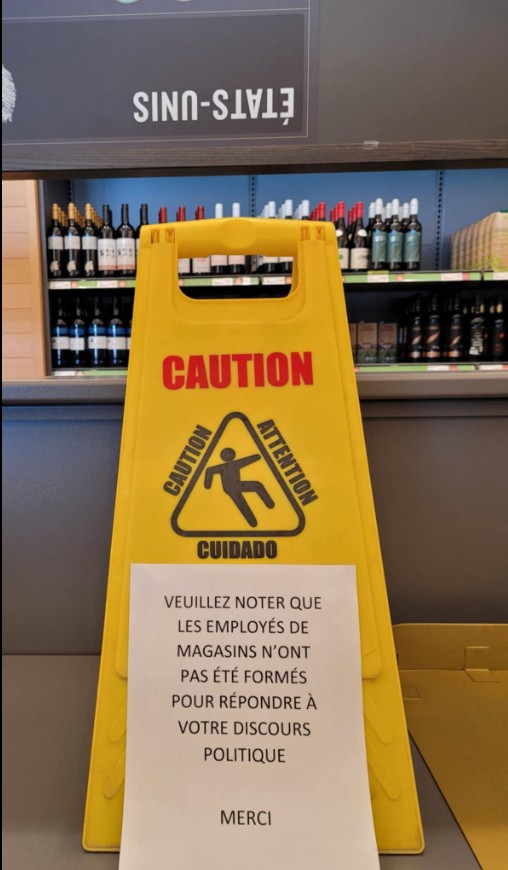 ÉTATS-UNIS
CAUTION
CAUTION
ATTENTION
CUIDADO
VEUILLEZ NOTER QUE
LES EMPLOYÉS DE
MAGASINS N'ONT
PAS ÉTÉ FORMÉS
POUR RÉPONDRE À
VOTRE DISCOURS
POLITIQUE
MERCI